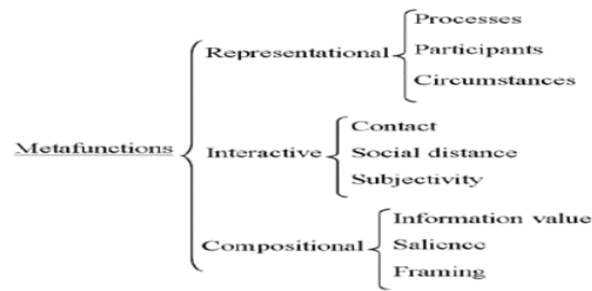 Processes
Representational
Participants
Circumstances
Contact
Metafunctions
Interactive
Social distance
Subjectivity
Information value
Compositional
Salience
Framing